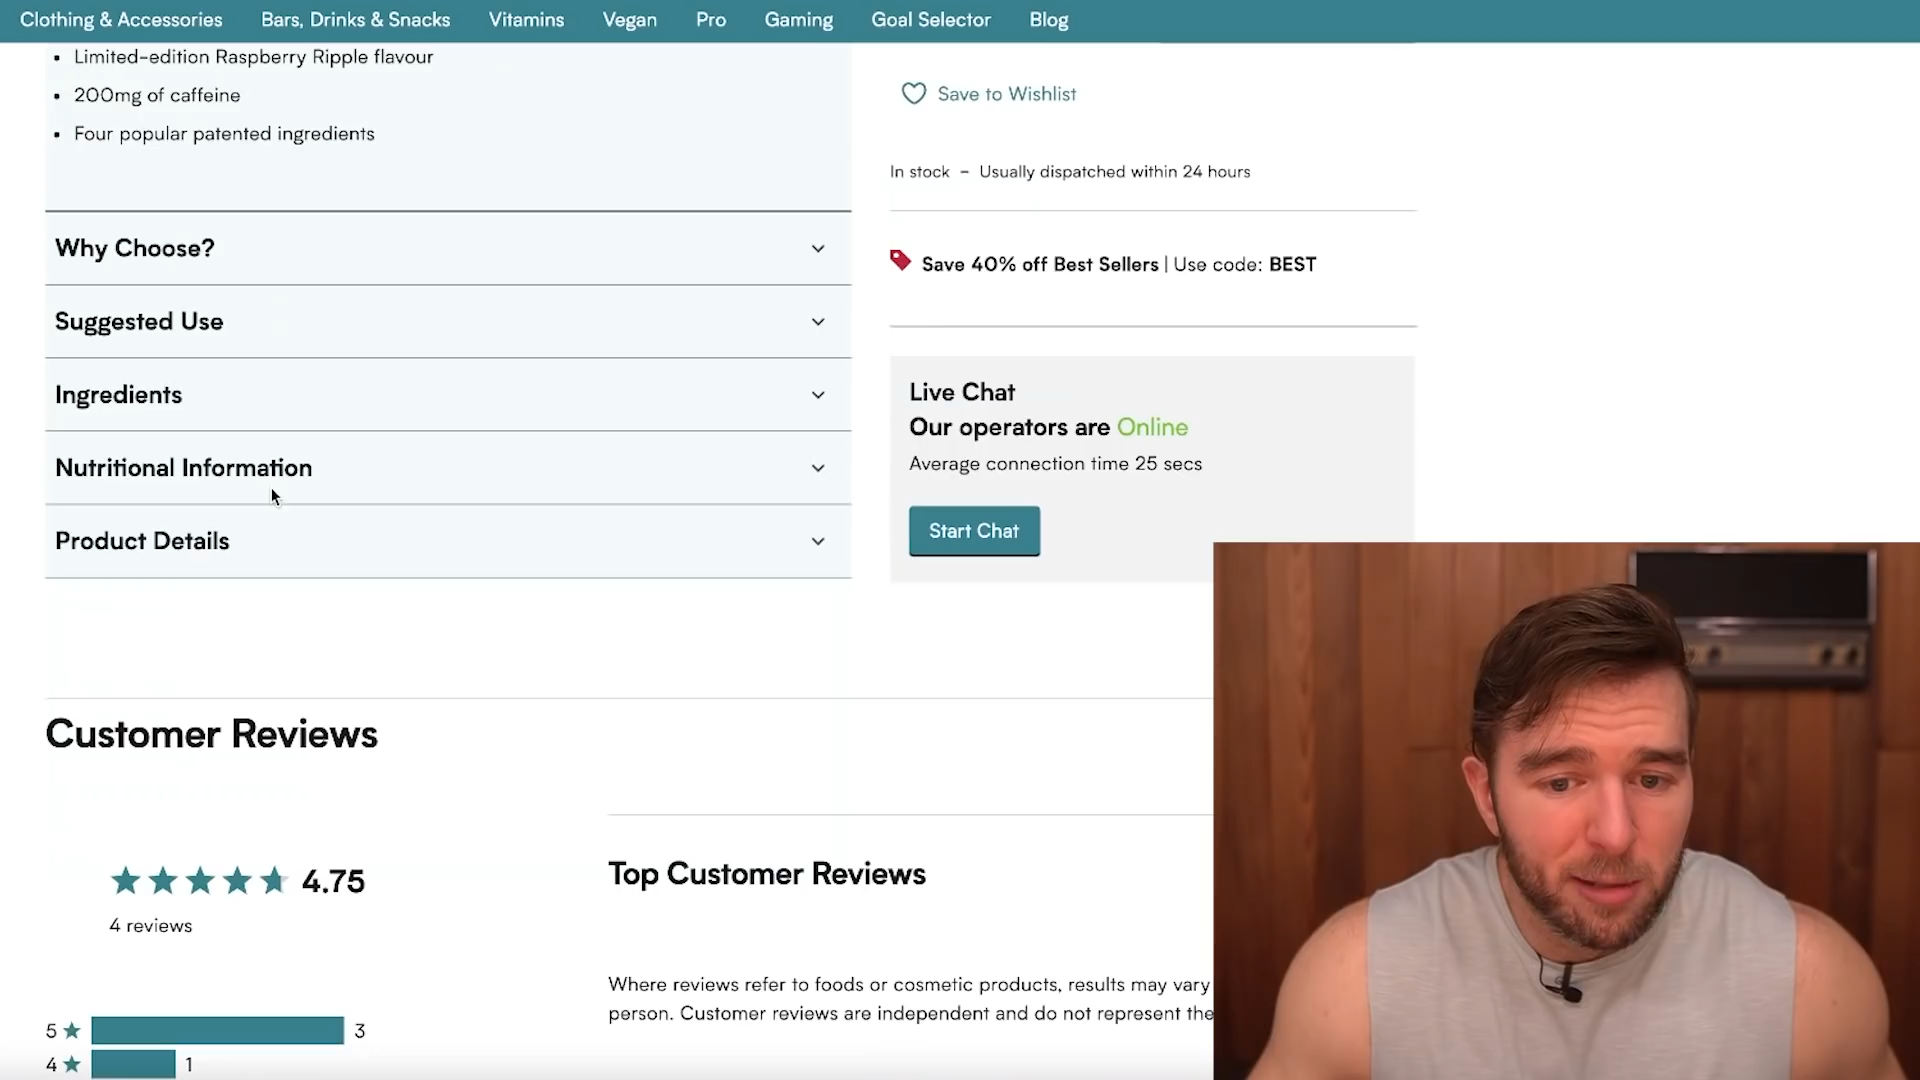 Clothing & Accessories Bars, Drinks & Snacks Vitamins Vegan Pro Gaming Goal Selector Blog
Limited-edition Raspberry Ripple flavour
200mg of caffeine
Four popular patented ingredients
Save to Wishlist
In stock - Usually dispatched within 24 hours
Save 40% off Best Sellers | Use code: BEST
Why Choose?
Suggested Use
Ingredients
Nutritional Information
Product Details
Live Chat
Our operators are Online
Average connection time 25 secs
Start Chat
Customer Reviews
4.75
4 reviews
5 3
4 1
Top Customer Reviews
Where reviews refer to foods or cosmetic products, results may vary
person. Customer reviews are independent and do not represent the